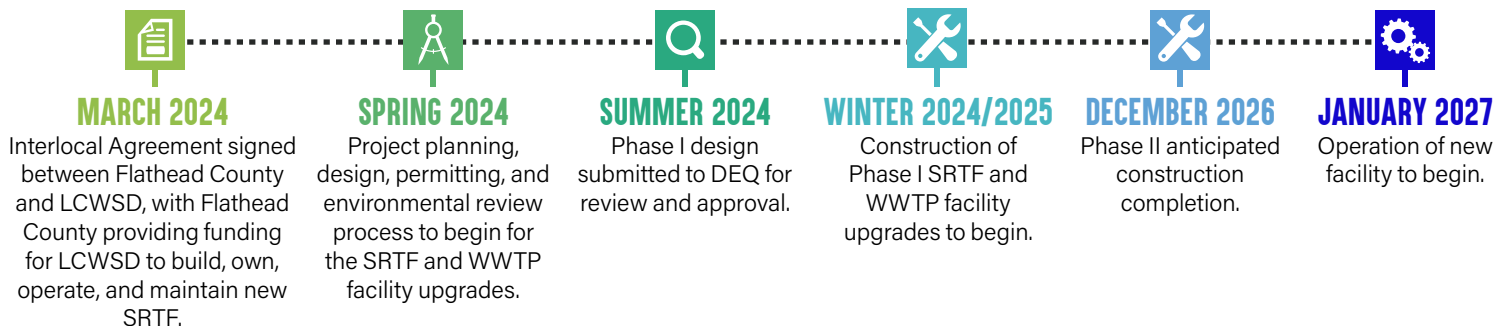 MARCH 2024
Interlocal Agreement signed
between Flathead County
and LCWSD, with Flathead
County providing funding
for LCWSD to build, own,
operate, and maintain new
SRTF.
SPRING 2024
Project planning,
design, permitting, and
environmental review
process to begin for
the SRTF and WWTP
facility upgrades.
SUMMER 2024
Phase I design
submitted to DEQ for
review and approval.
WINTER 2024/2025
Construction of
Phase I SRTF and
WWTP facility
upgrades to begin.
DECEMBER 2026
Phase II anticipated
construction
completion.
JANUARY 2027
Operation of new
facility to begin.